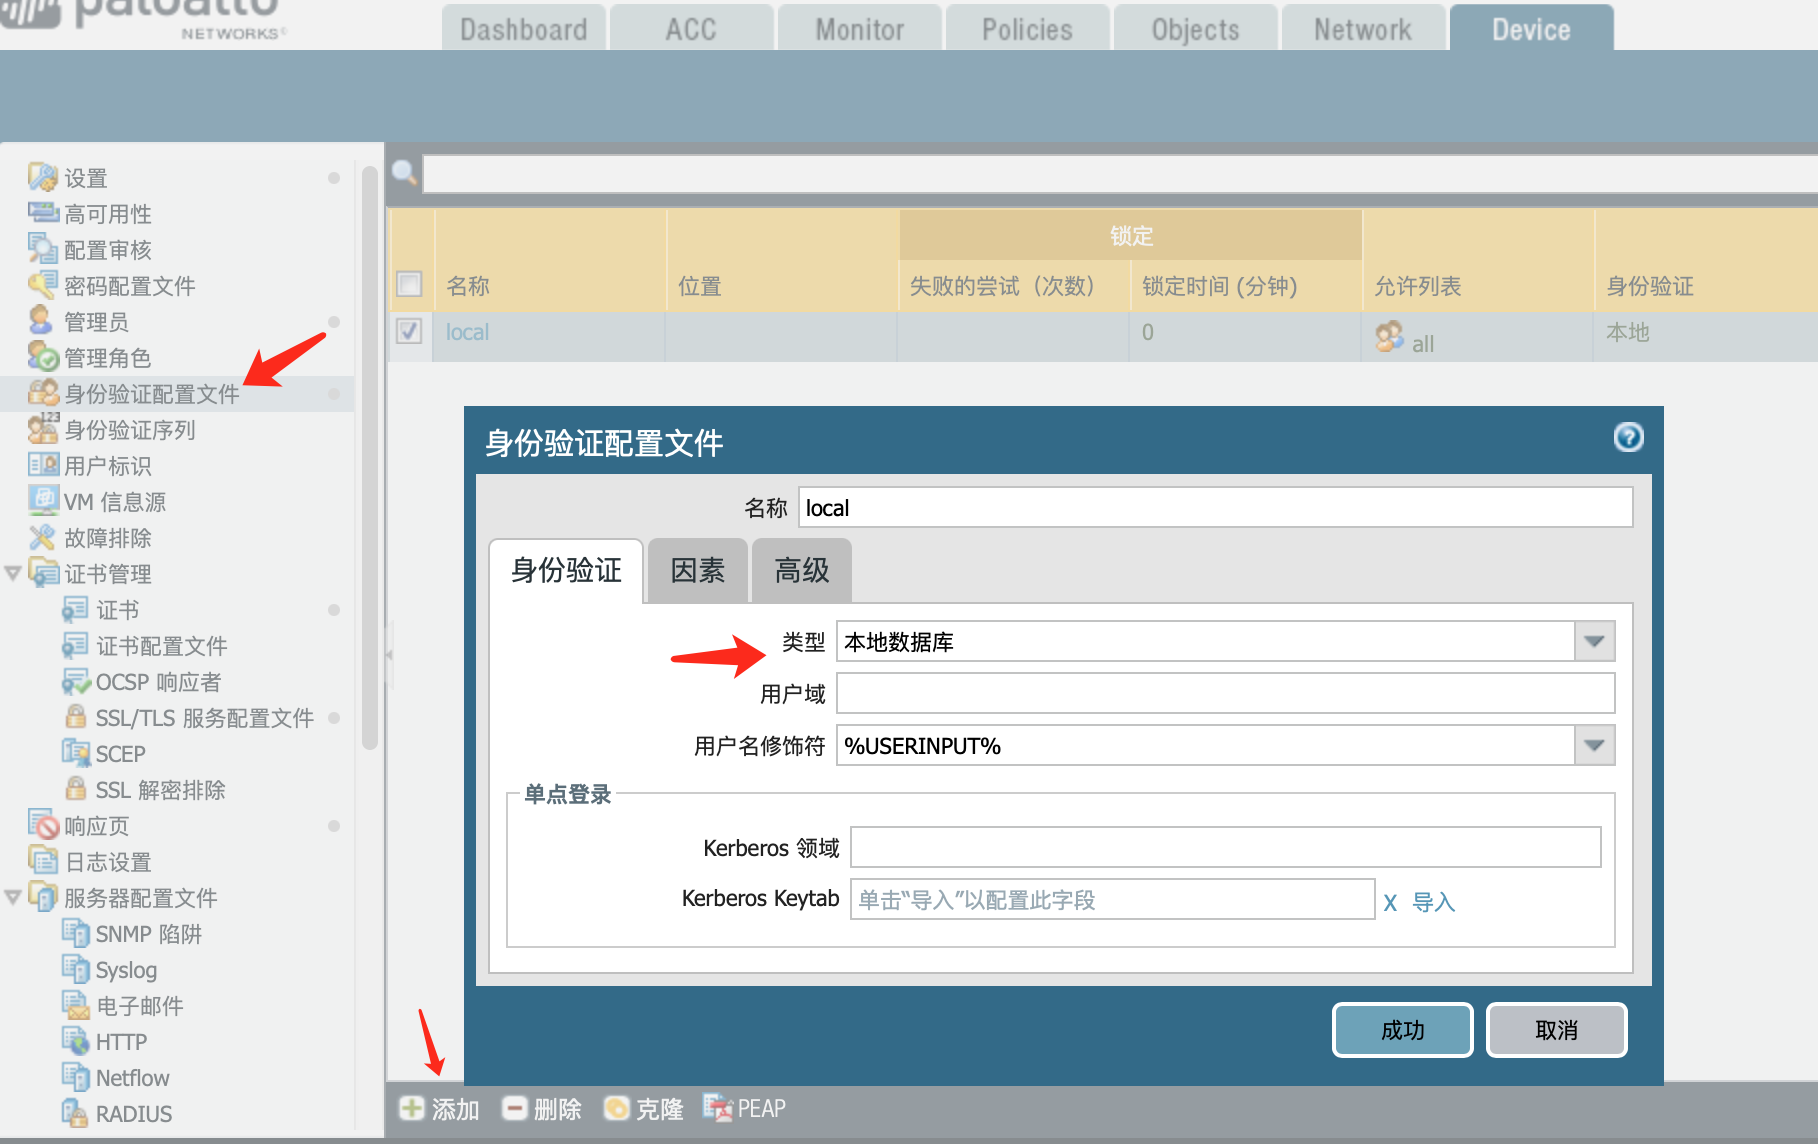 paloalto
NETWORKS®
Dashboard
ACC
Monitor
Policies
Objects
Network
Device
设置
高可用性
配置审核
密码配置文件
管理员
管理角色
身份验证配置文件
身份验证序列
用户标识
VM 信息源
故障排除
证书管理
证书
证书配置文件
OCSP 响应者
SSL/TLS 服务配置文件
SCEP
SSL 解密排除
响应页
日志设置
服务器配置文件
SNMP 陷阱
Syslog
电子邮件
HTTP
Netflow
RADIUS
锁定
名称
位置
失败的尝试（次数）
锁定时间 (分钟)
允许列表
身份验证
local
0
all
本地
身份验证配置文件
名称 local
身份验证
因素
高级
类型 本地数据库
用户域
用户名修饰符 %USERINPUT%
单点登录
Kerberos 领域
Kerberos Keytab 单击“导入”以配置此字段 X 导入
成功
取消
添加
删除
克隆
PEAP